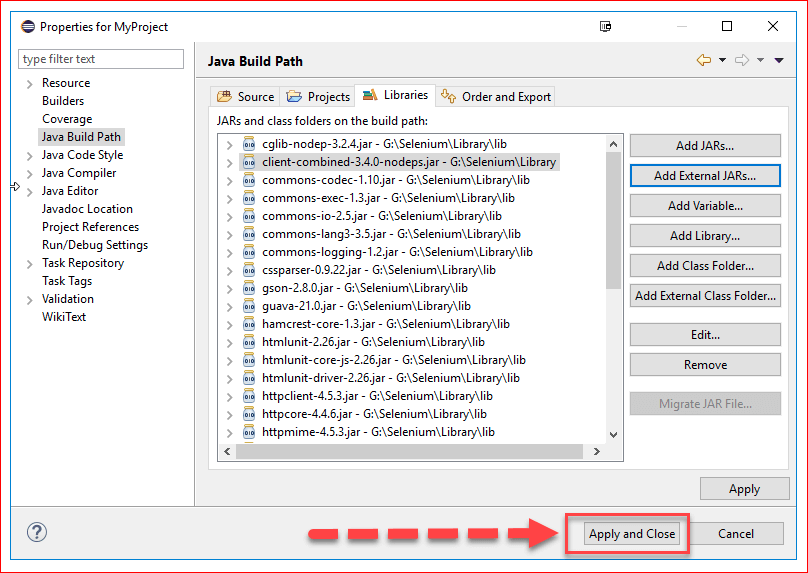 Properties for MyProject
type filter text
Resource
Builders
Coverage
Java Build Path
Java Code Style
Java Compiler
Java Editor
Javadoc Location
Project References
Run/Debug Settings
Task Repository
Task Tags
Validation
WikiText
Java Build Path
Source Projects Libraries Order and Export
JARs and class folders on the build path:
cglib-nodep-3.2.4.jar - G:\Selenium\Library\lib
client-combined-3.4.0-nodeps.jar - G:\Selenium\Library
commons-codec-1.10.jar - G:\Selenium\Library\lib
commons-exec-1.3.jar - G:\Selenium\Library\lib
commons-io-2.5.jar - G:\Selenium\Library\lib
commons-lang3-3.5.jar - G:\Selenium\Library\lib
commons-logging-1.2.jar - G:\Selenium\Library\lib
cssparser-0.9.22.jar - G:\Selenium\Library\lib
gson-2.8.0.jar - G:\Selenium\Library\lib
guava-21.0.jar - G:\Selenium\Library\lib
hamcrest-core-1.3.jar - G:\Selenium\Library\lib
htmlunit-2.26.jar - G:\Selenium\Library\lib
htmlunit-core-js-2.26.jar - G:\Selenium\Library\lib
htmlunit-driver-2.26.jar - G:\Selenium\Library\lib
httpclient-4.5.3.jar - G:\Selenium\Library\lib
httpcore-4.4.6.jar - G:\Selenium\Library\lib
httpmime-4.5.3.jar - G:\Selenium\Library\lib
Add JARs...
Add External JARs...
Add Variable...
Add Library...
Add Class Folder...
Add External Class Folder...
Edit...
Remove
Migrate JAR File...
Apply
? Apply and Close Cancel